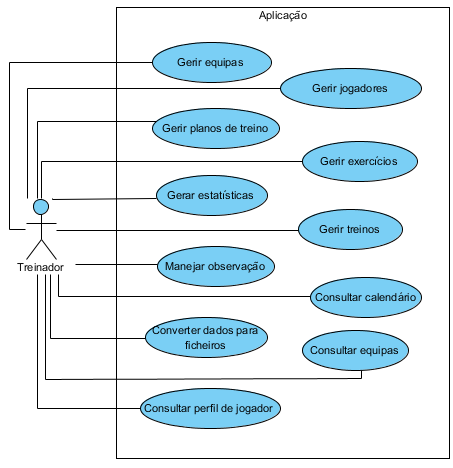 Aplicação
Gerir equipas
Gerir jogadores
Gerir planos de treino
Gerir exercícios
Gerar estatísticas
Gerir treinos
Treinador
Manejar observação
Consultar calendário
Converter dados para
ficheiros
Consultar equipas
Consultar perfil de jogador